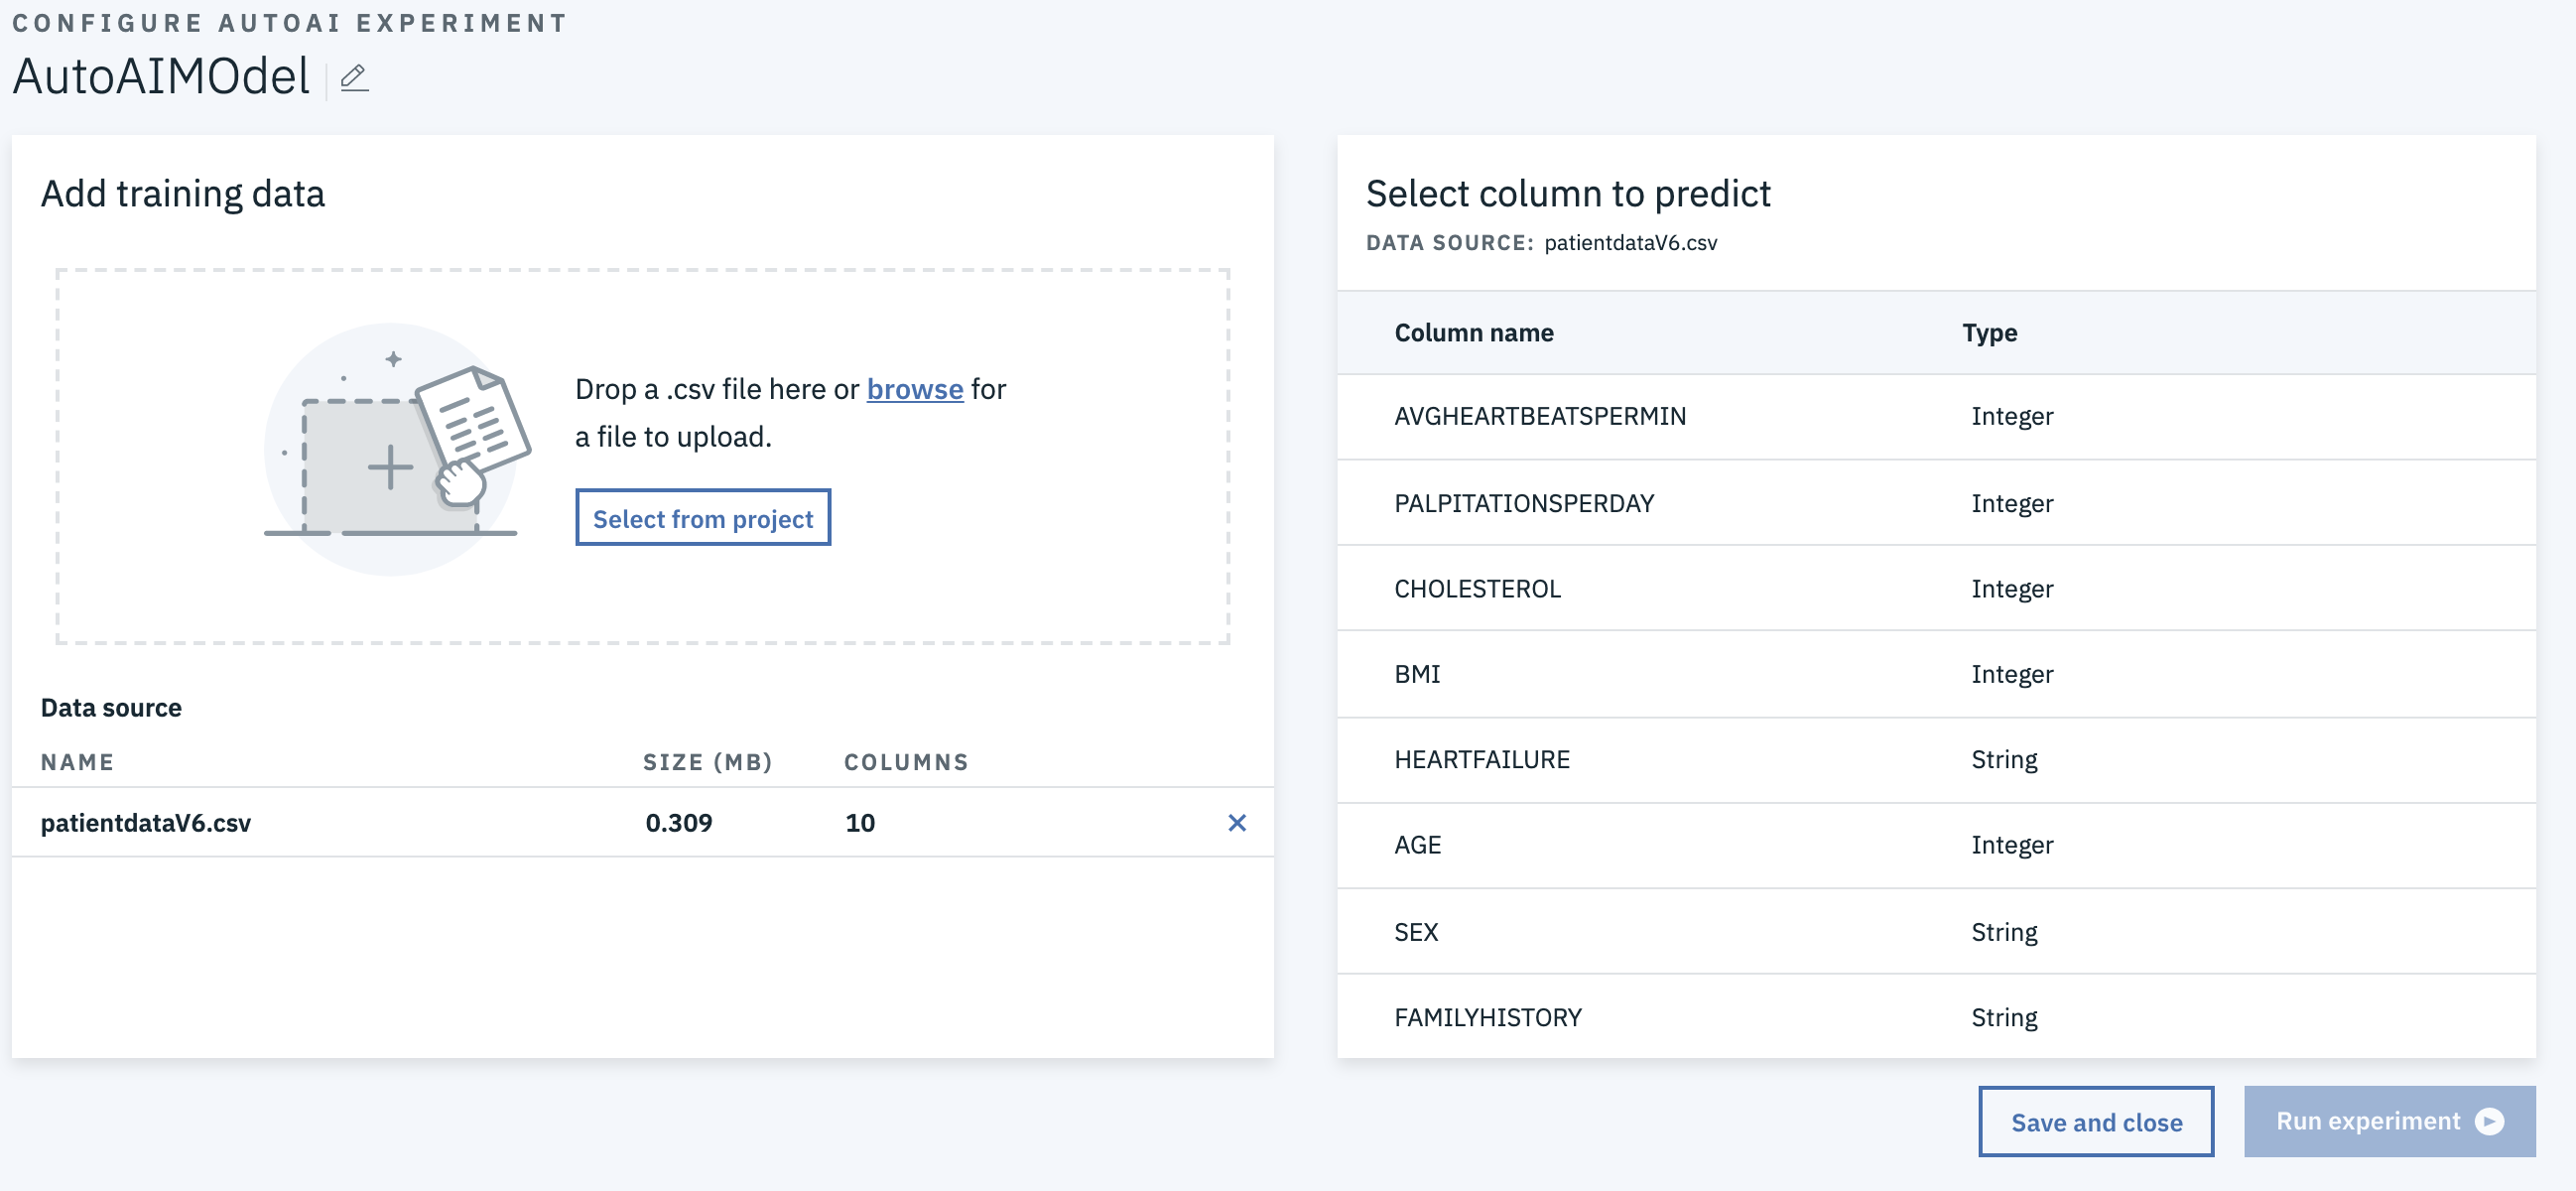 CONFIGURE AUTOAI EXPERIMENT
AutoAIMOdel
Add training data
Drop a .csv file here or browse for
a file to upload.
Select from project
Data source
NAME SIZE (MB) COLUMNS
patientdataV6.csv 0.309 10
Select column to predict
DATA SOURCE: patientdataV6.csv
Column name Type
AVGHEARTBEATSPERMIN Integer
PALPITATIONSPERDAY Integer
CHOLESTEROL Integer
BMI Integer
HEARTFAILURE String
AGE Integer
SEX String
FAMILYHISTORY String
Save and close
Run experiment